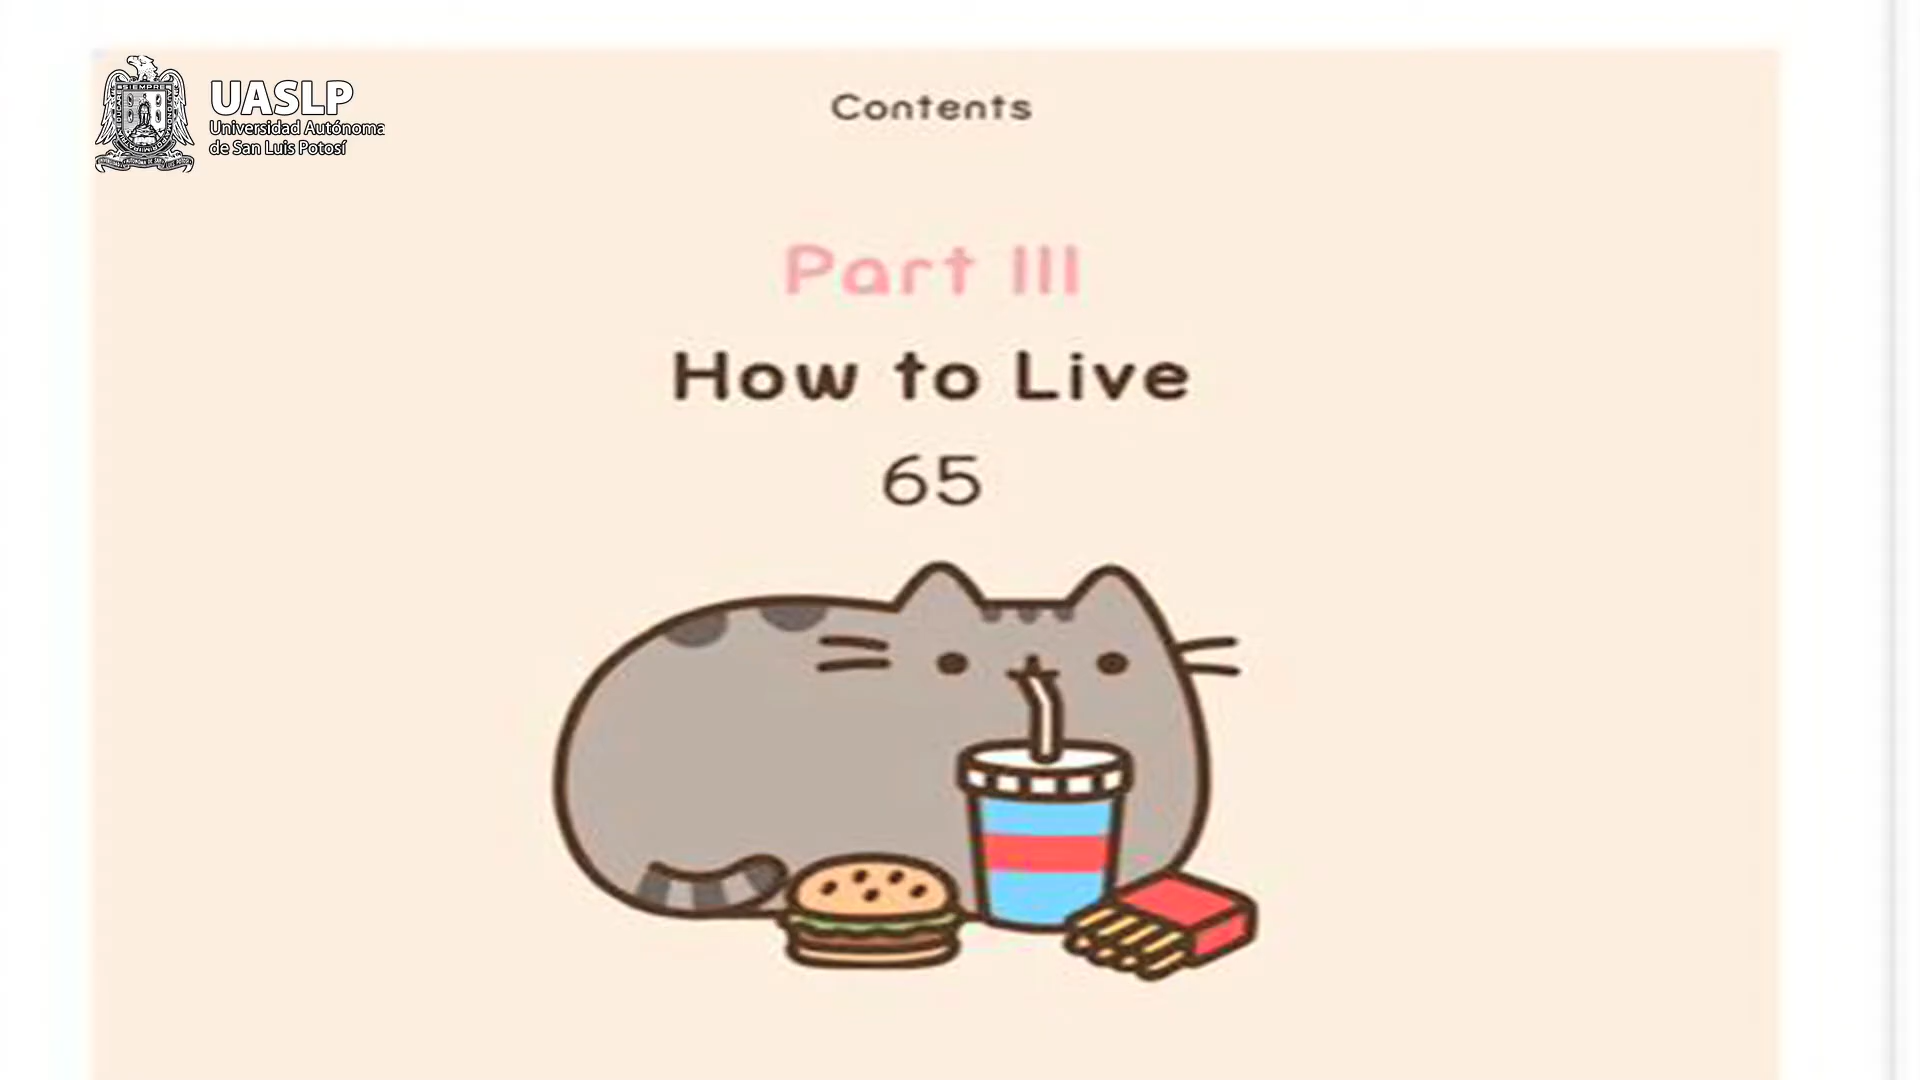 UASLP
Universidad Autónoma
de San Luis Potosí
Contents
Part III
How to Live
65